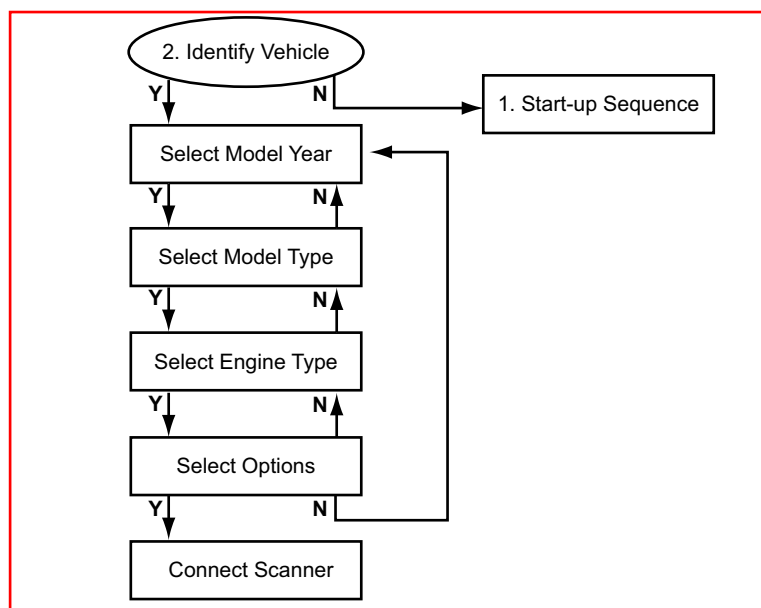 2. Identify Vehicle
Y
N
1. Start-up Sequence
Select Model Year
Y
N
Select Model Type
Y
N
Select Engine Type
Y
N
Select Options
Y
N
Connect Scanner